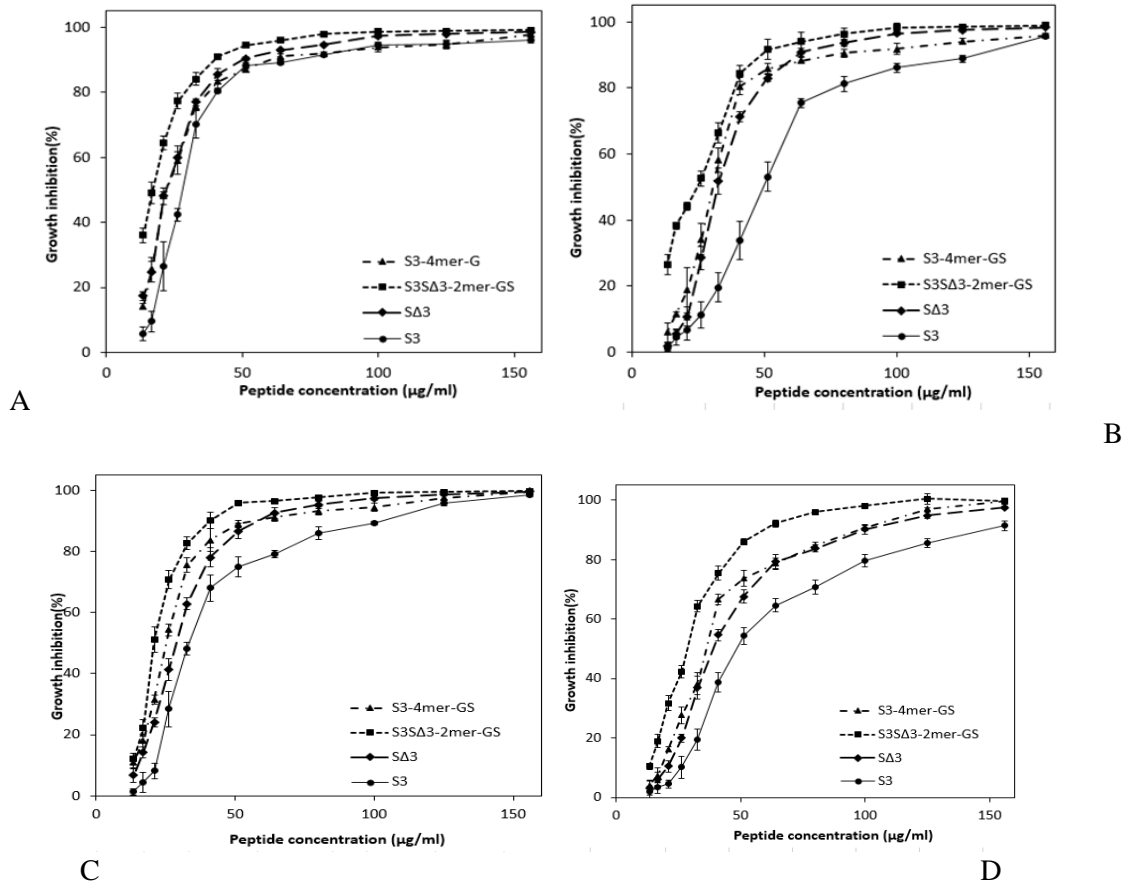 Growth inhibition(%)
100
80
60
40
20
0
S3-4mer-G
S3SΔ3-2mer-GS
SΔ3
S3
0
50
100
150
Peptide concentration (µg/ml)
A
Growth inhibition(%)
100
80
60
40
20
0
S3-4mer-GS
S3SΔ3-2mer-GS
SΔ3
S3
0
50
100
150
Peptide concentration (µg/ml)
B
Growth inhibition(%)
100
80
60
40
20
0
S3-4mer-GS
S3SΔ3-2mer-GS
SΔ3
S3
0
50
100
150
Peptide concentration (µg/ml)
C
Growth inhibition(%)
100
80
60
40
20
0
S3-4mer-GS
S3SΔ3-2mer-GS
SΔ3
S3
0
50
100
150
Peptide concentration (µg/ml)
D